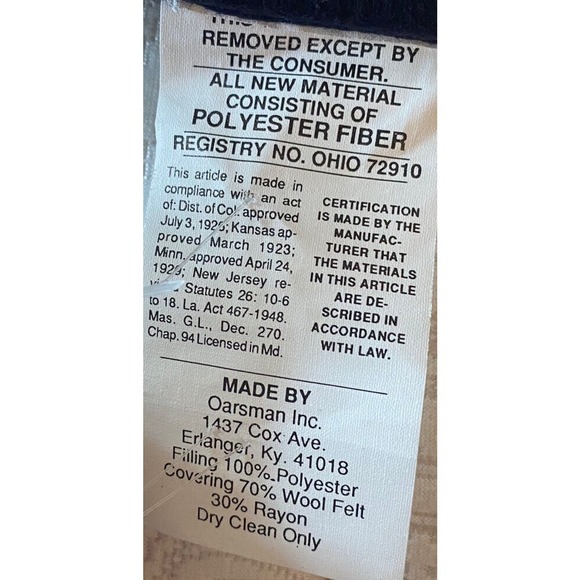 REMOVED EXCEPT BY
THE CONSUMER.
ALL NEW MATERIAL
CONSISTING OF
POLYESTER FIBER
REGISTRY NO. OHIO 72910
This article is made in
compliance with an act
of: Dist. of Col. approved
July 3, 1926; Kansas ap-
proved March 1923;
Minn. approved April 24,
1929; New Jersey re-
Statutes 26: 10-6
to 18. La. Act 467-1948.
Mas. G.L., Dec. 270.
Chap. 94 Licensed in Md.
CERTIFICATION
IS MADE BY THE
MANUFAC-
TURER THAT
THE MATERIALS
IN THIS ARTICLE
ARE DE-
SCRIBED IN
ACCORDANCE
WITH LAW.
MADE BY
Oarsman Inc.
1437 Cox Ave.
Erlanger, Ky. 41018
Filling 100% Polyester
Covering 70% Wool Felt
30% Rayon
Dry Clean Only